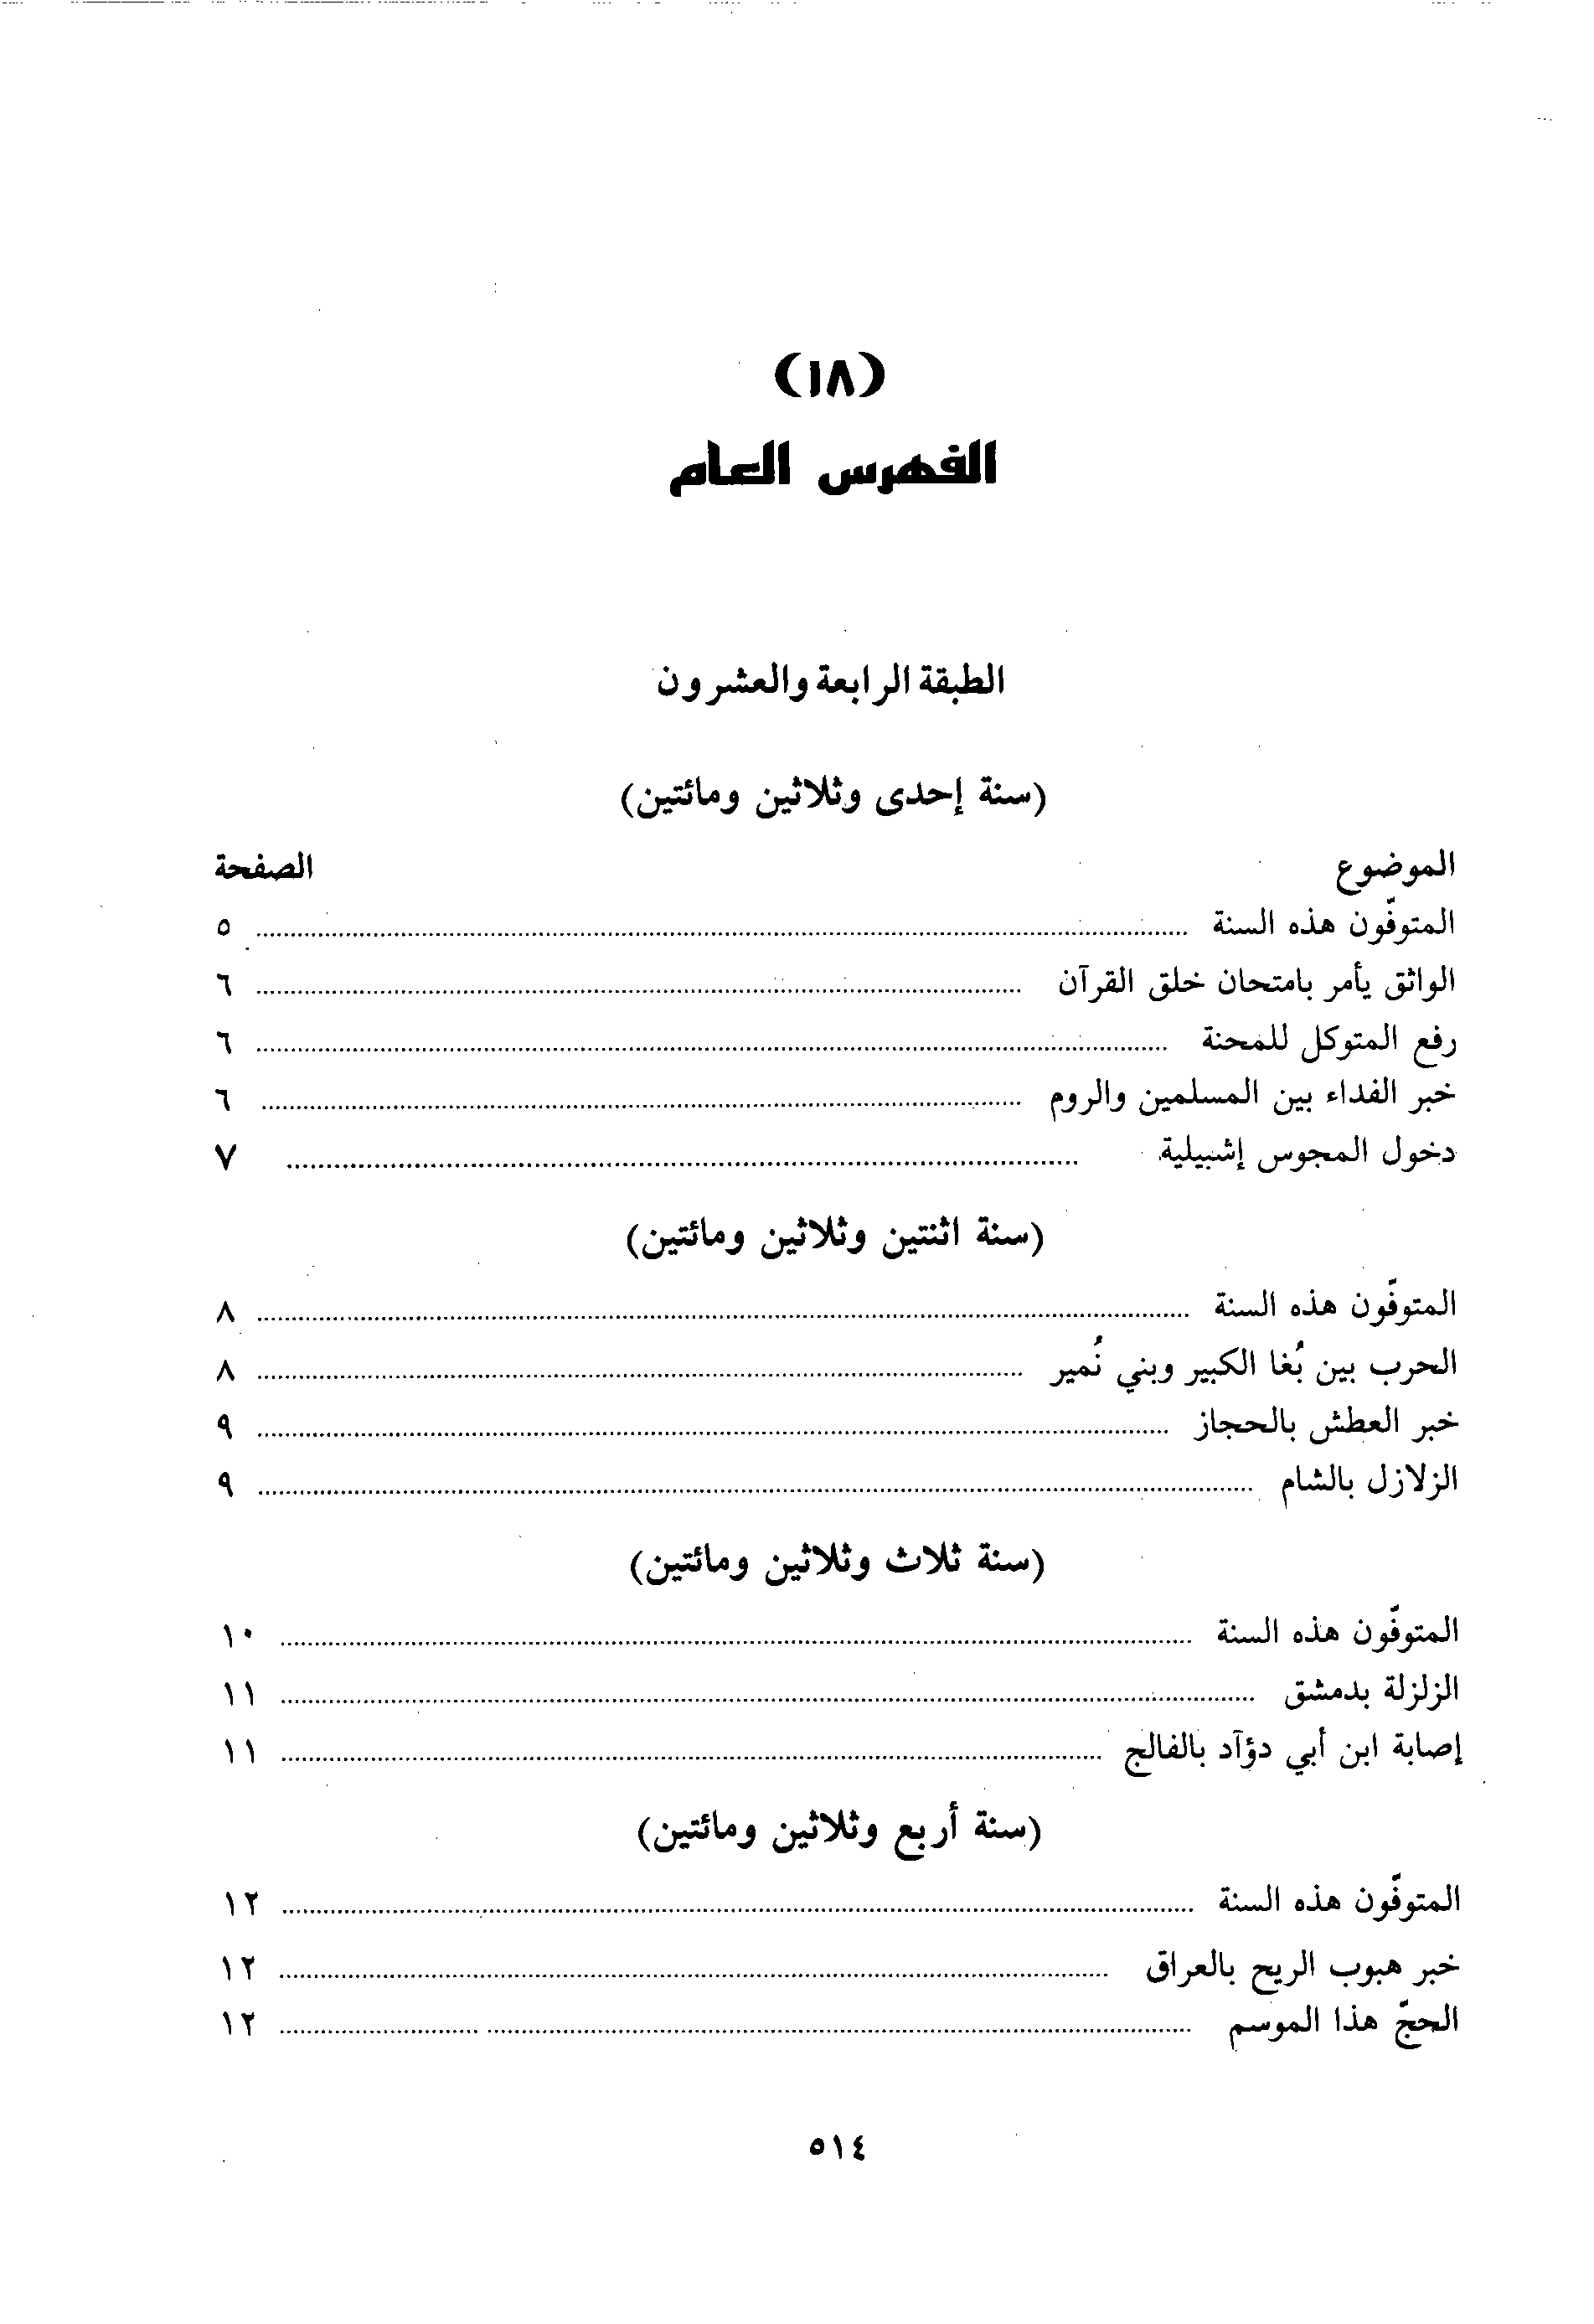 (١٨)
الفهرس العام
الطبقة الرابعة والعشرون
(سنة إحدى وثلاثين ومائتين)
الموضوع الصفحة
المتوفّون هذه السنة ................ ٥
الواثق يأمر بامتحان خلق القرآن ................ ٦
رفع المتوكل للمحنة ................ ٦
خبر الفداء بين المسلمين والروم ................ ٦
دخول المجوس إشبيلية ................ ٧
(سنة اثنتين وثلاثين ومائتين)
المتوفّون هذه السنة ................ ٨
الحرب بين بُغا الكبير وبني نُمير ................ ٨
خبر العطش بالحجاز ................ ٩
الزلازل بالشام ................ ٩
(سنة ثلاث وثلاثين ومائتين)
المتوفّون هذه السنة ................ ١٠
الزلزلة بدمشق ................ ١١
إصابة ابن أبي دؤآد بالفالج ................ ١١
(سنة أربع وثلاثين ومائتين)
المتوفّون هذه السنة ................ ١٢
خبر هبوب الريح بالعراق ................ ١٢
الحجّ هذا الموسم ................ ١٢
٥١٤